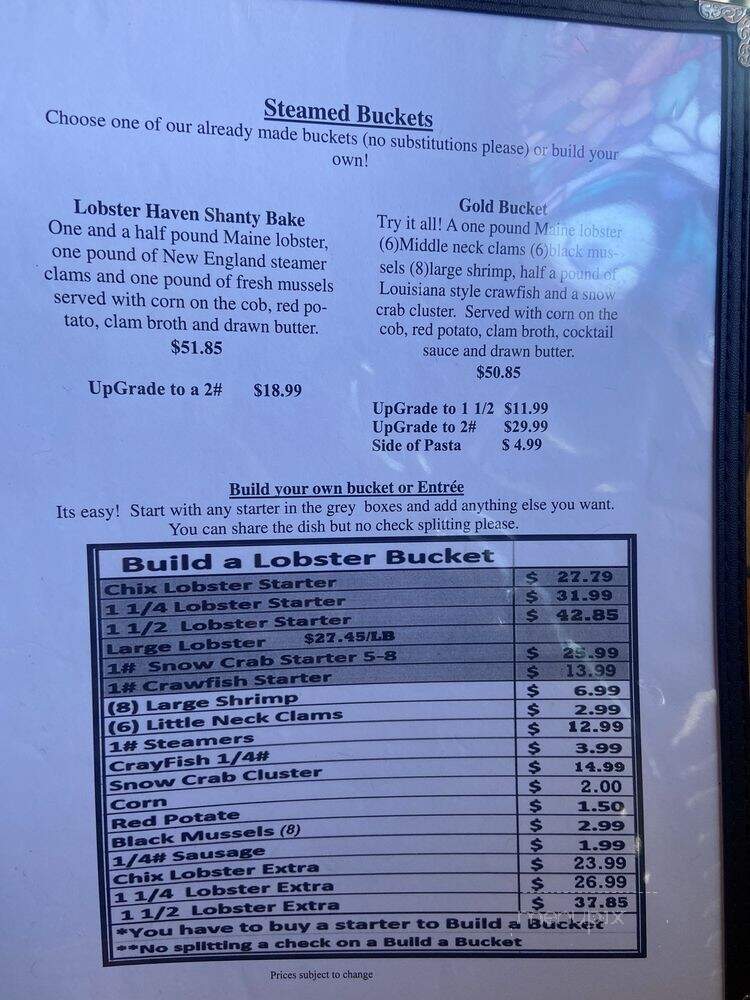 Steamed Buckets
Choose one of our already made buckets (no substitutions please) or build your
own!
Lobster Haven Shanty Bake
One and a half pound Maine lobster,
one pound of New England steamer
clams and one pound of fresh mussels
served with corn on the cob, red po-
tato, clam broth and drawn butter.
$51.85
UpGrade to a 2# $18.99
Gold Bucket
Try it all! A one pound Maine lobster
(6)Middle neck clams (6)black mus-
sels (8)large shrimp, half a pound of
Louisiana style crawfish and a snow
crab cluster. Served with corn on the
cob, red potato, clam broth, cocktail
sauce and drawn butter.
$50.85
UpGrade to 1 1/2 $11.99
UpGrade to 2# $29.99
Side of Pasta $ 4.99
Build your own bucket or Entrée
Its easy! Start with any starter in the grey boxes and add anything else you want.
You can share the dish but no check splitting please.
Build a Lobster Bucket
Chix Lobster Starter $ 27.79
1 1/4 Lobster Starter $ 31.99
1 1/2 Lobster Starter $ 42.85
Large Lobster $27.45/LB
1# Snow Crab Starter 5-8 $ 25.99
1# Crawfish Starter $ 13.99
(8) Large Shrimp $ 6.99
(6) Little Neck Clams $ 2.99
1# Steamers $ 12.99
CrayFish 1/4# $ 3.99
Snow Crab Cluster $ 14.99
Corn $ 2.00
Red Potate $ 1.50
Black Mussels (8) $ 2.99
1/4# Sausage $ 1.99
Chix Lobster Extra $ 23.99
1 1/4 Lobster Extra $ 26.99
1 1/2 Lobster Extra $ 37.85
*You have to buy a starter to Build a Bucket
**No splitting a check on a Build a Bucket
menupix
Prices subject to change